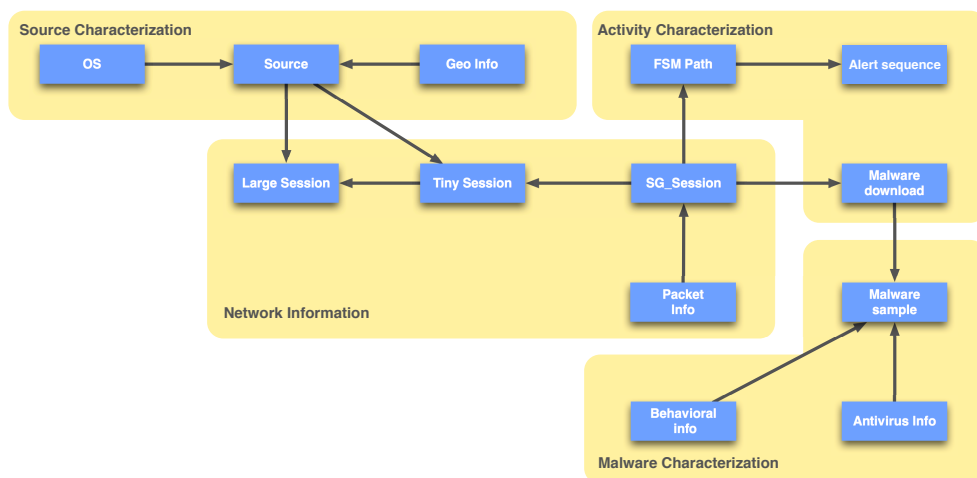 Source Characterization
OS
Source
Geo Info
Activity Characterization
FSM Path
Alert sequence
Large Session
Tiny Session
SG_Session
Malware
download
Network Information
Packet
info
Malware
sample
Behavioral
info
Antivirus Info
Malware Characterization